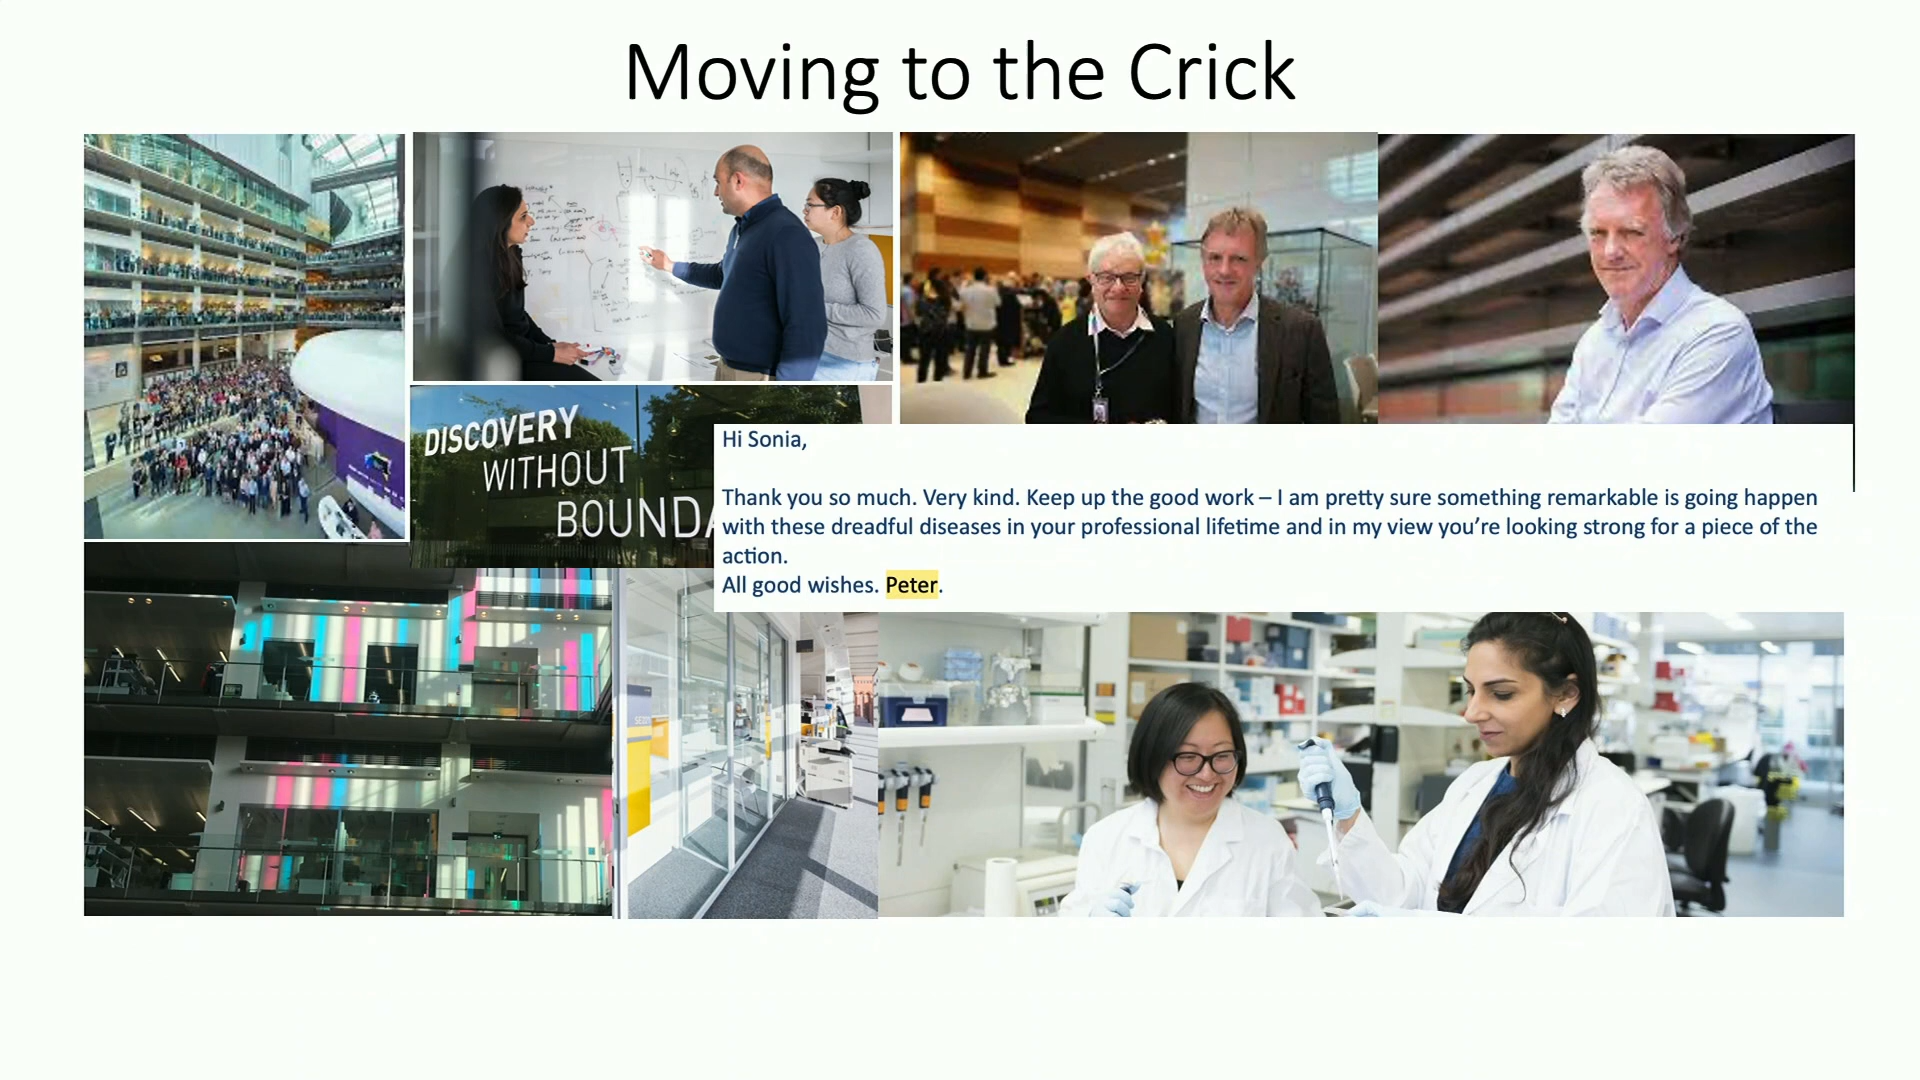 Moving to the Crick
DISCOVERY
WITHOUT
BOUNDA
Hi Sonia,
Thank you so much. Very kind. Keep up the good work – I am pretty sure something remarkable is going happen
with these dreadful diseases in your professional lifetime and in my view you're looking strong for a piece of the
action.
All good wishes. Peter.